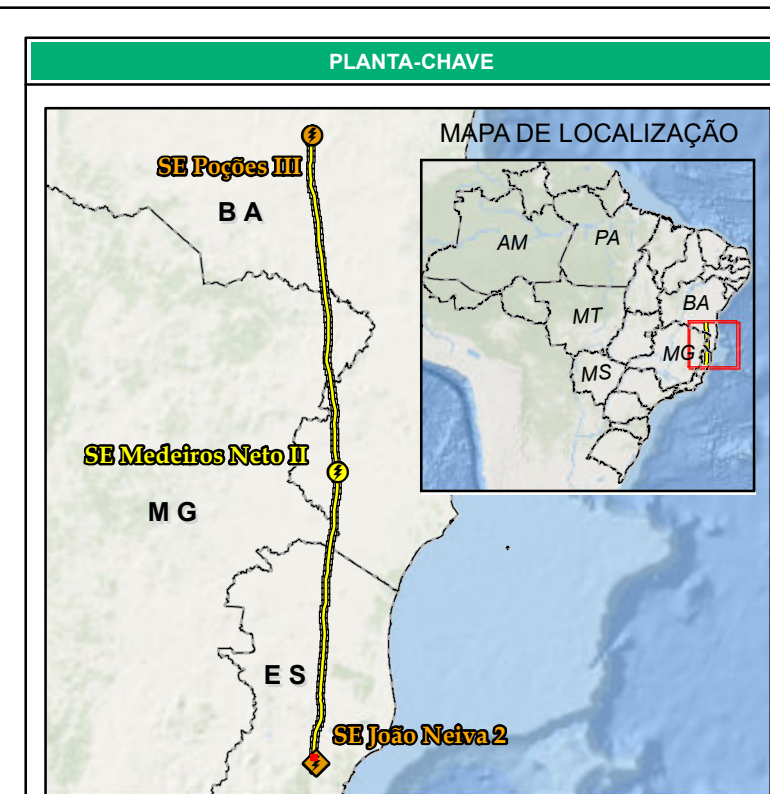 PLANTA-CHAVE
MAPA DE LOCALIZAÇÃO
SE Poções III
B A
AM
PA
BA
MT
MG
MS
SE Medeiros Neto II
M G
E S
SE João Neiva 2